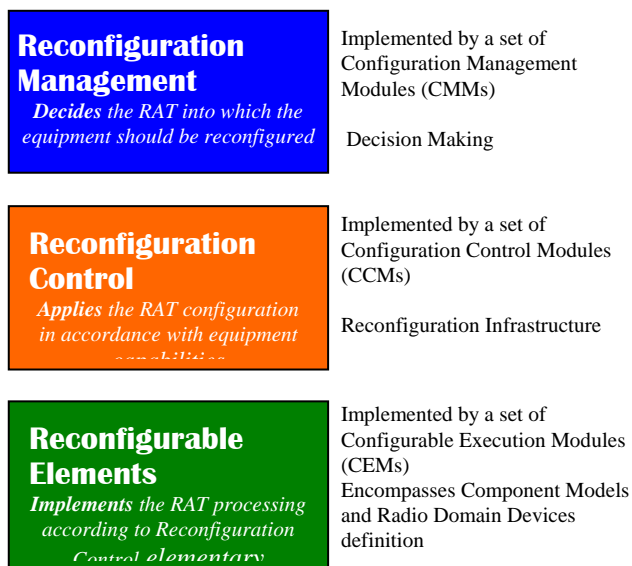 Reconfiguration
Management
Decides the RAT into which the
equipment should be reconfigured
Implemented by a set of
Configuration Management
Modules (CMMs)
Decision Making
Reconfiguration
Control
Applies the RAT configuration
in accordance with equipment
capabilities
Implemented by a set of
Configuration Control Modules
(CCMs)
Reconfiguration Infrastructure
Reconfigurable
Elements
Implements the RAT processing
according to Reconfiguration
Control elementary
Implemented by a set of
Configurable Execution Modules
(CEMs)
Encompasses Component Models
and Radio Domain Devices
definition